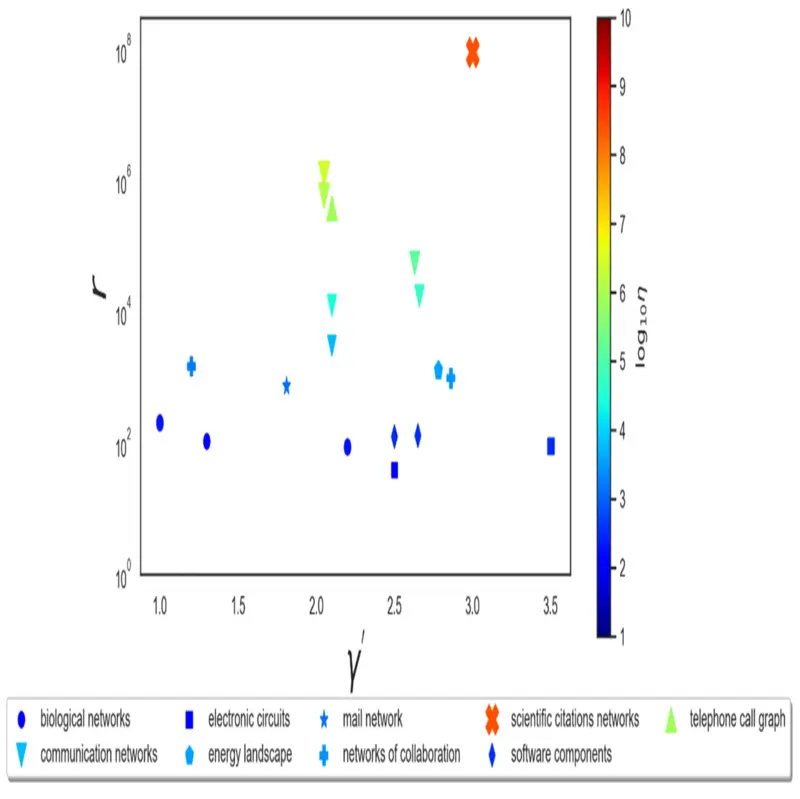 10^8
10^6
10^4
10^2
10^0
r
1.0 1.5 2.0 2.5 3.0 3.5
γ′
10
9
8
7
6
5
4
3
2
1
log₁₀η
biological networks electronic circuits mail network scientific citations networks telephone call graph
communication networks energy landscape networks of collaboration software components